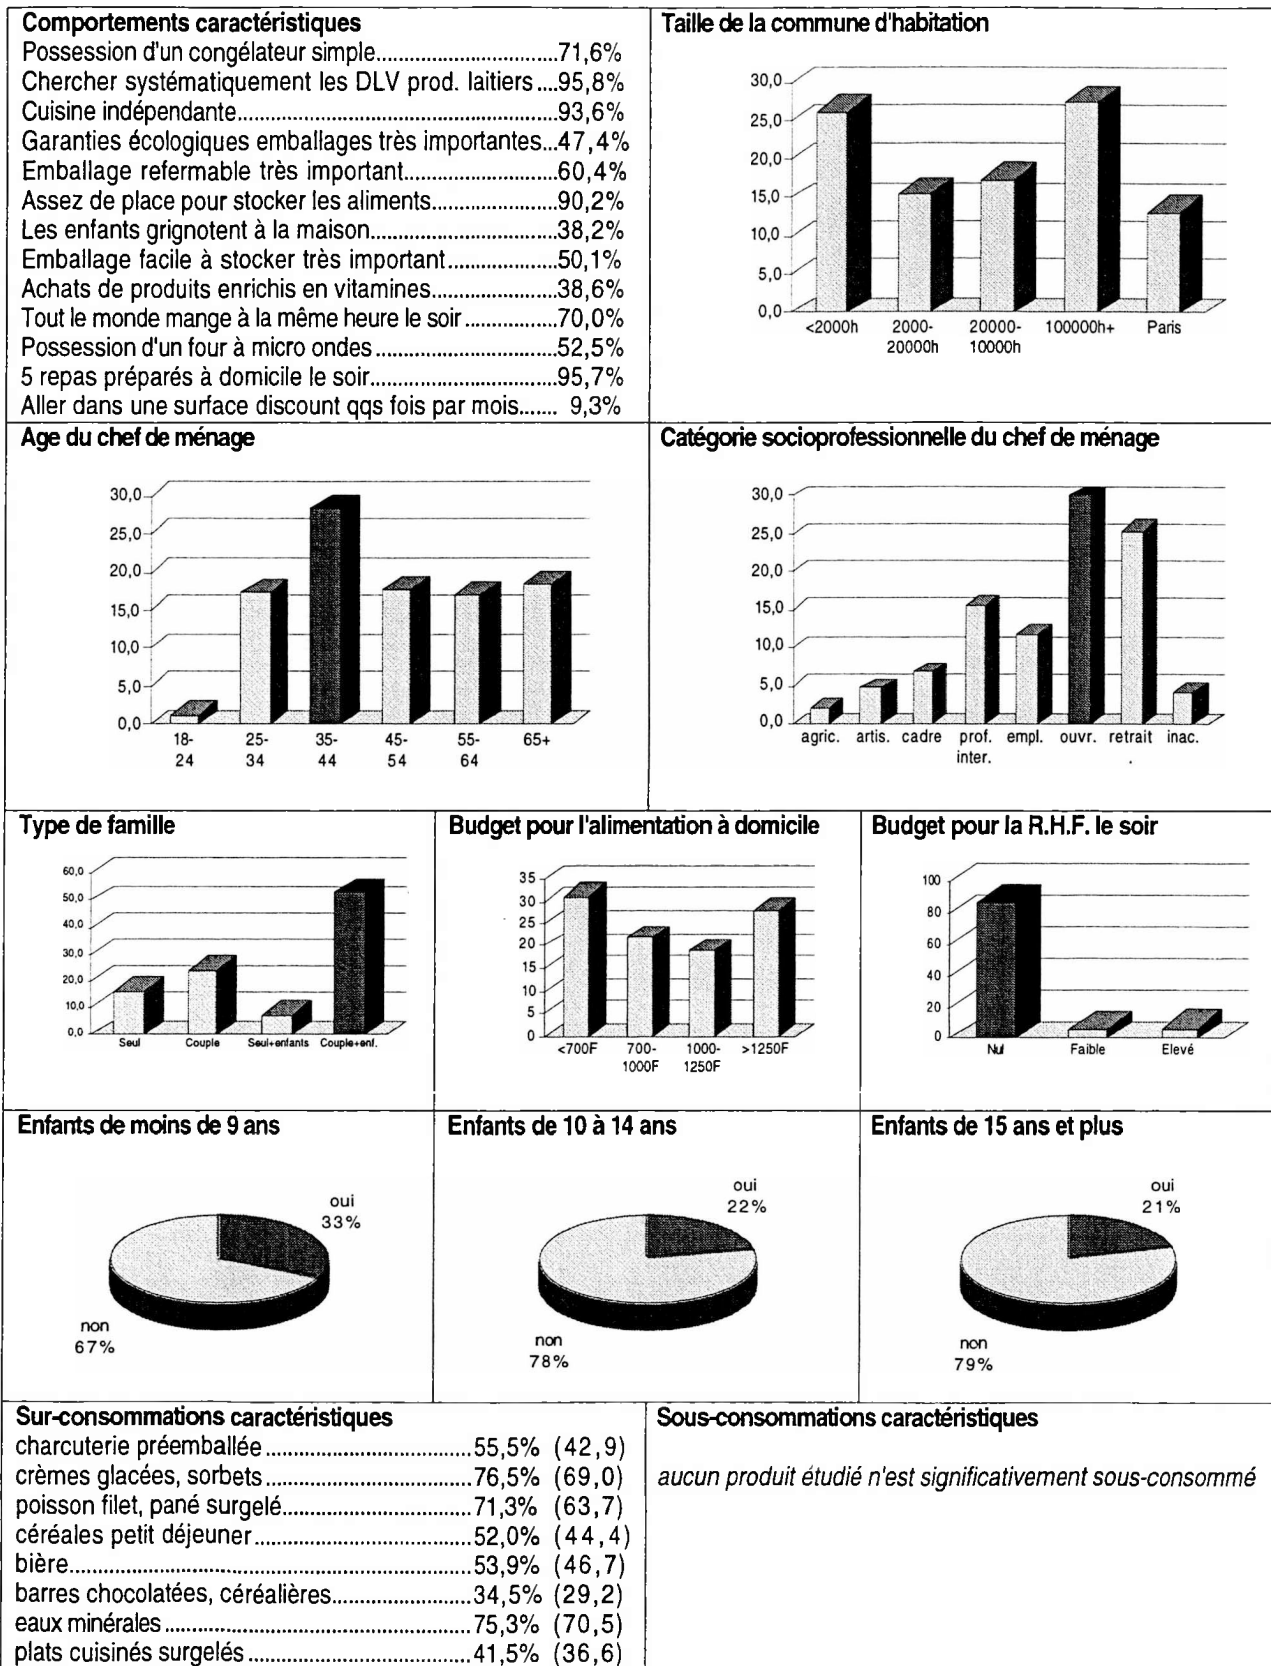 Comportements caractéristiques
Possession d'un congélateur simple................................71,6%
Chercher systématiquement les DLV prod. laitiers ....95,8%
Cuisine indépendante........................................................93,6%
Garanties écologiques emballages très importantes...47,4%
Emballage refermable très important..........................60,4%
Assez de place pour stocker les aliments.....................90,2%
Les enfants grignotent à la maison................................38,2%
Emballage facile à stocker très important...................50,1%
Achats de produits enrichis en vitamines.....................38,6%
Tout le monde mange à la même heure le soir................70,0%
Possession d'un four à micro ondes................................52,5%
5 repas préparés à domicile le soir................................95,7%
Aller dans une surface discount qqs fois par mois....... 9,3%
Taille de la commune d'habitation
30,0
25,0
20,0
15,0
10,0
5,0
0,0
<2000h 2000- 20000- 100000h+ Paris
20000h 10000h
Age du chef de ménage
30,0
25,0
20,0
15,0
10,0
5,0
0,0
18- 25- 35- 45- 55- 65+
24 34 44 54 64
Catégorie socioprofessionnelle du chef de ménage
30,0
25,0
20,0
15,0
10,0
5,0
0,0
agric. artis. cadre prof. empl. ouvr. retrait inac.
inter. .
Type de famille
60,0
50,0
40,0
30,0
20,0
10,0
0,0
Seul Couple Seul+enfants Couple+enf.
Budget pour l'alimentation à domicile
35
30
25
20
15
10
5
0
<700F 700- 1000- >1250F
1000F 1250F
Budget pour la R.H.F. le soir
100
80
60
40
20
0
Nul Faible Elevé
Enfants de moins de 9 ans
oui
33%
non
67%
Enfants de 10 à 14 ans
oui
22%
non
78%
Enfants de 15 ans et plus
oui
21%
non
79%
Sur-consommations caractéristiques
charcuterie préemballée....................................55,5% (42,9)
crèmes glacées, sorbets....................................76,5% (69,0)
poisson filet, pané surgelé.................................71,3% (63,7)
céréales petit déjeuner......................................52,0% (44,4)
bière....................................................................53,9% (46,7)
barres chocolatées, céréalières........................34,5% (29,2)
eaux minérales....................................................75,3% (70,5)
plats cuisinés surgelés......................................41,5% (36,6)
Sous-consommations caractéristiques
aucun produit étudié n'est significativement sous-consommé